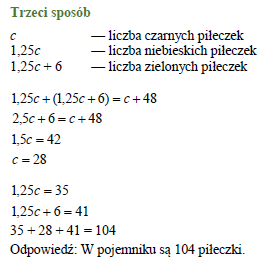 Trzeci sposób
c — liczba czarnych piłeczek
1,25c — liczba niebieskich piłeczek
1,25c + 6 — liczba zielonych piłeczek
1,25c + (1,25c + 6) = c + 48
2,5c + 6 = c + 48
1,5c = 42
c = 28
1,25c = 35
1,25c + 6 = 41
35 + 28 + 41 = 104
Odpowiedź: W pojemniku są 104 piłeczki.